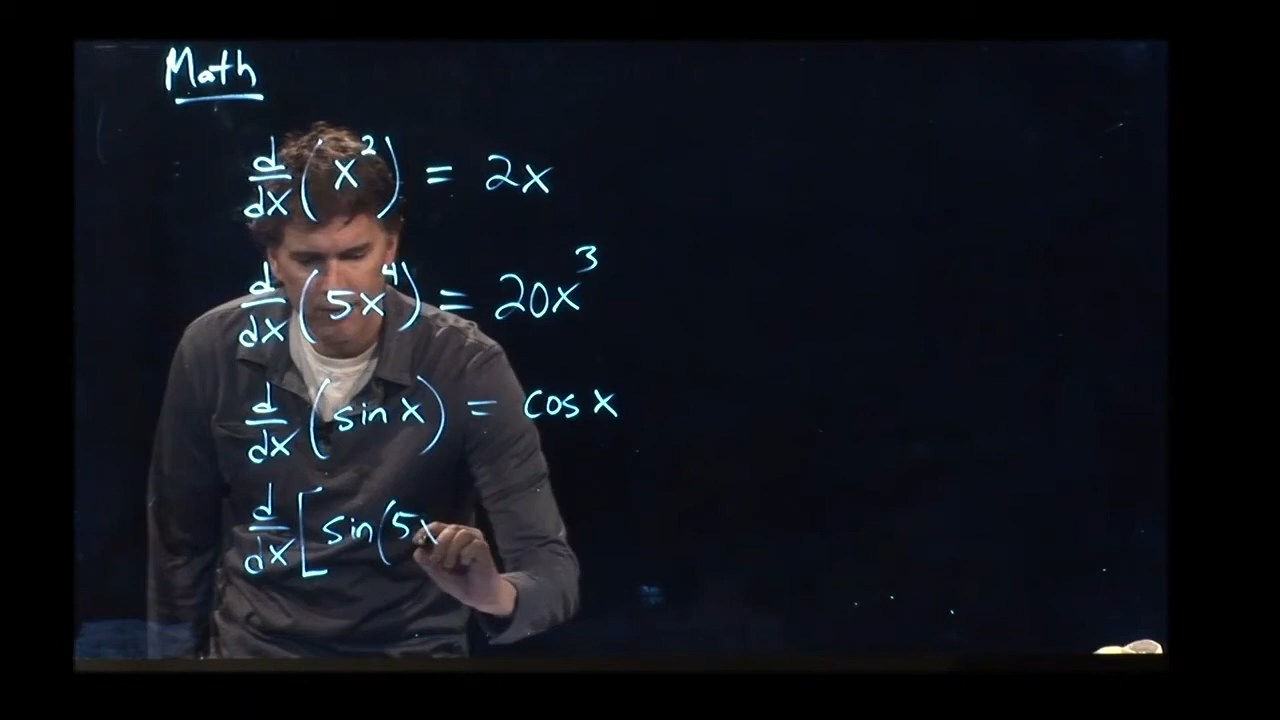 Math
d/dx (x²) = 2x
d/dx (5x⁴) = 20x³
d/dx (sin x) = cos x
d/dx [sin(5x